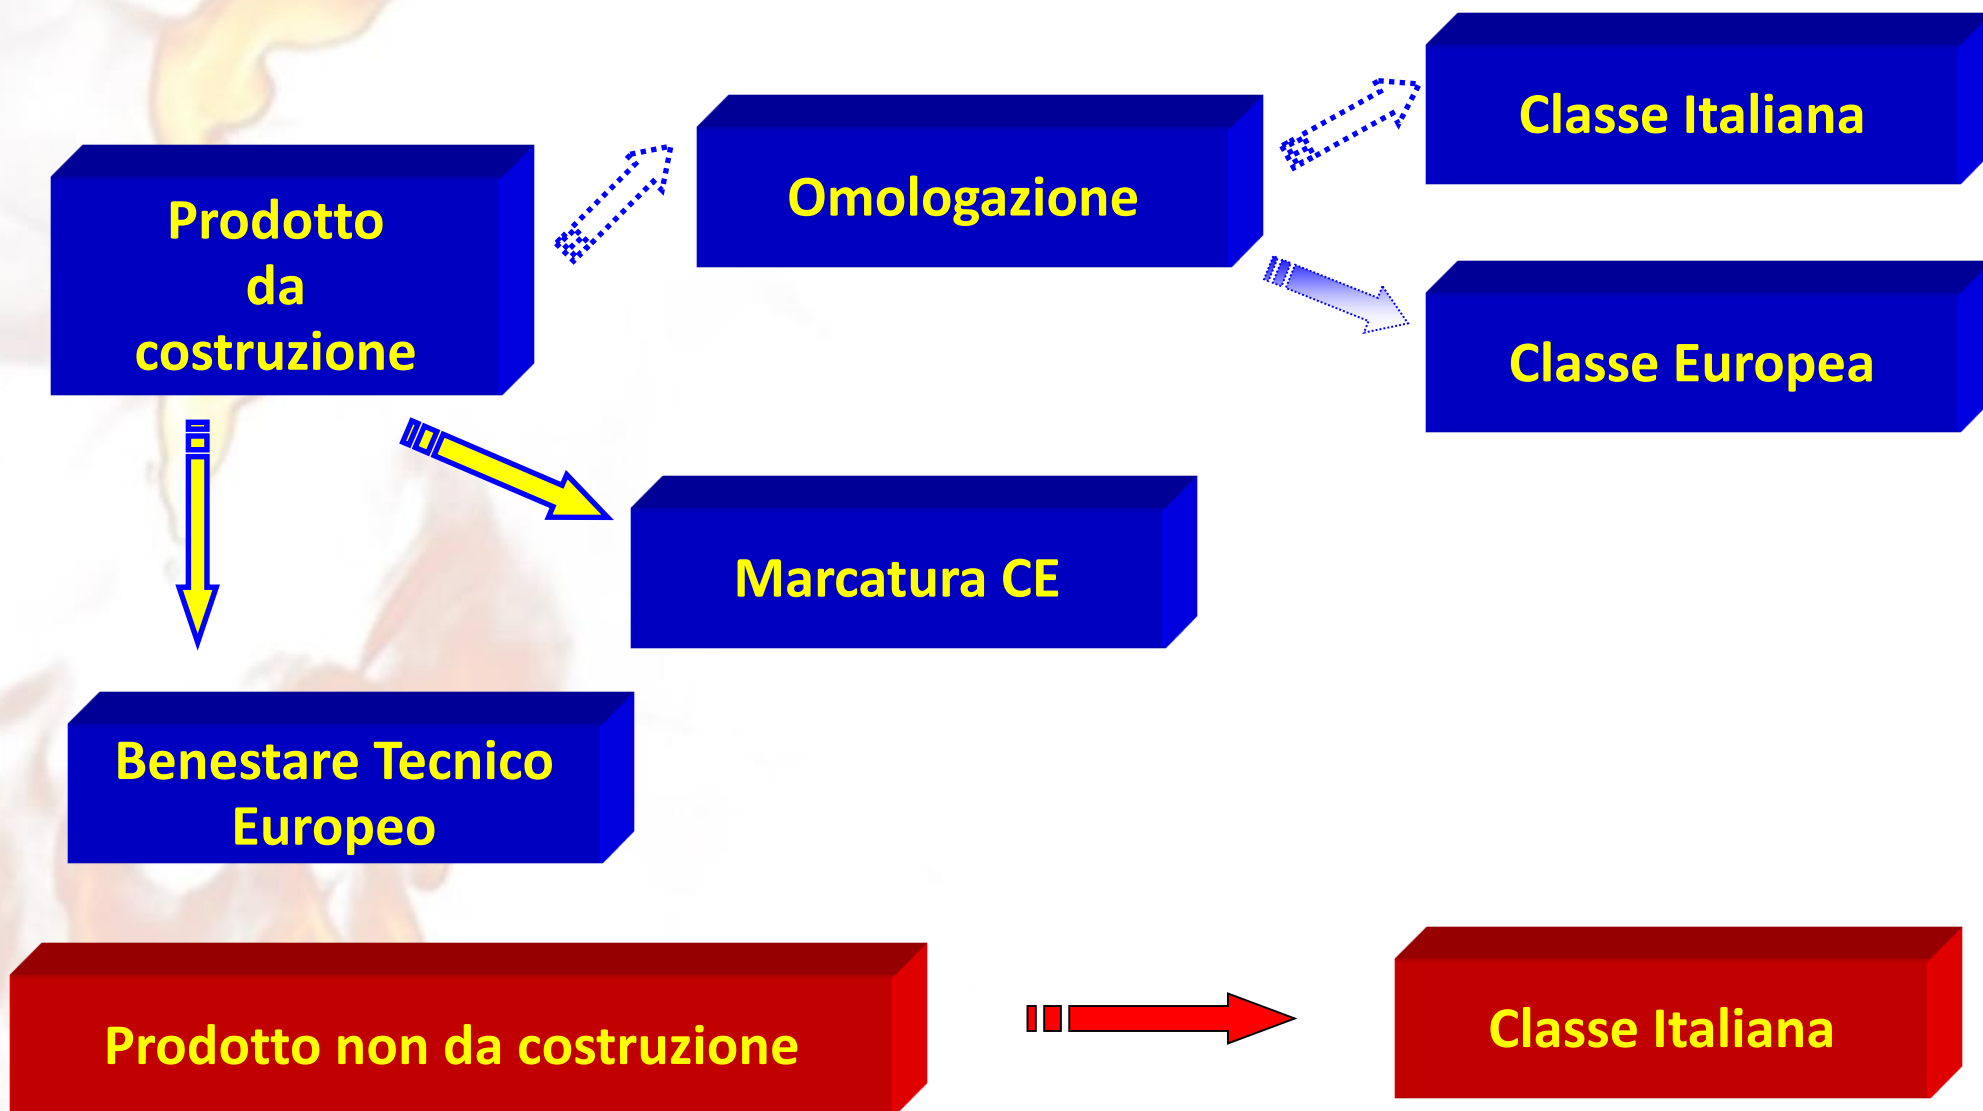 Prodotto
da
costruzione
Omologazione
Classe Italiana
Classe Europea
Marcatura CE
Benestare Tecnico
Europeo
Prodotto non da costruzione
Classe Italiana